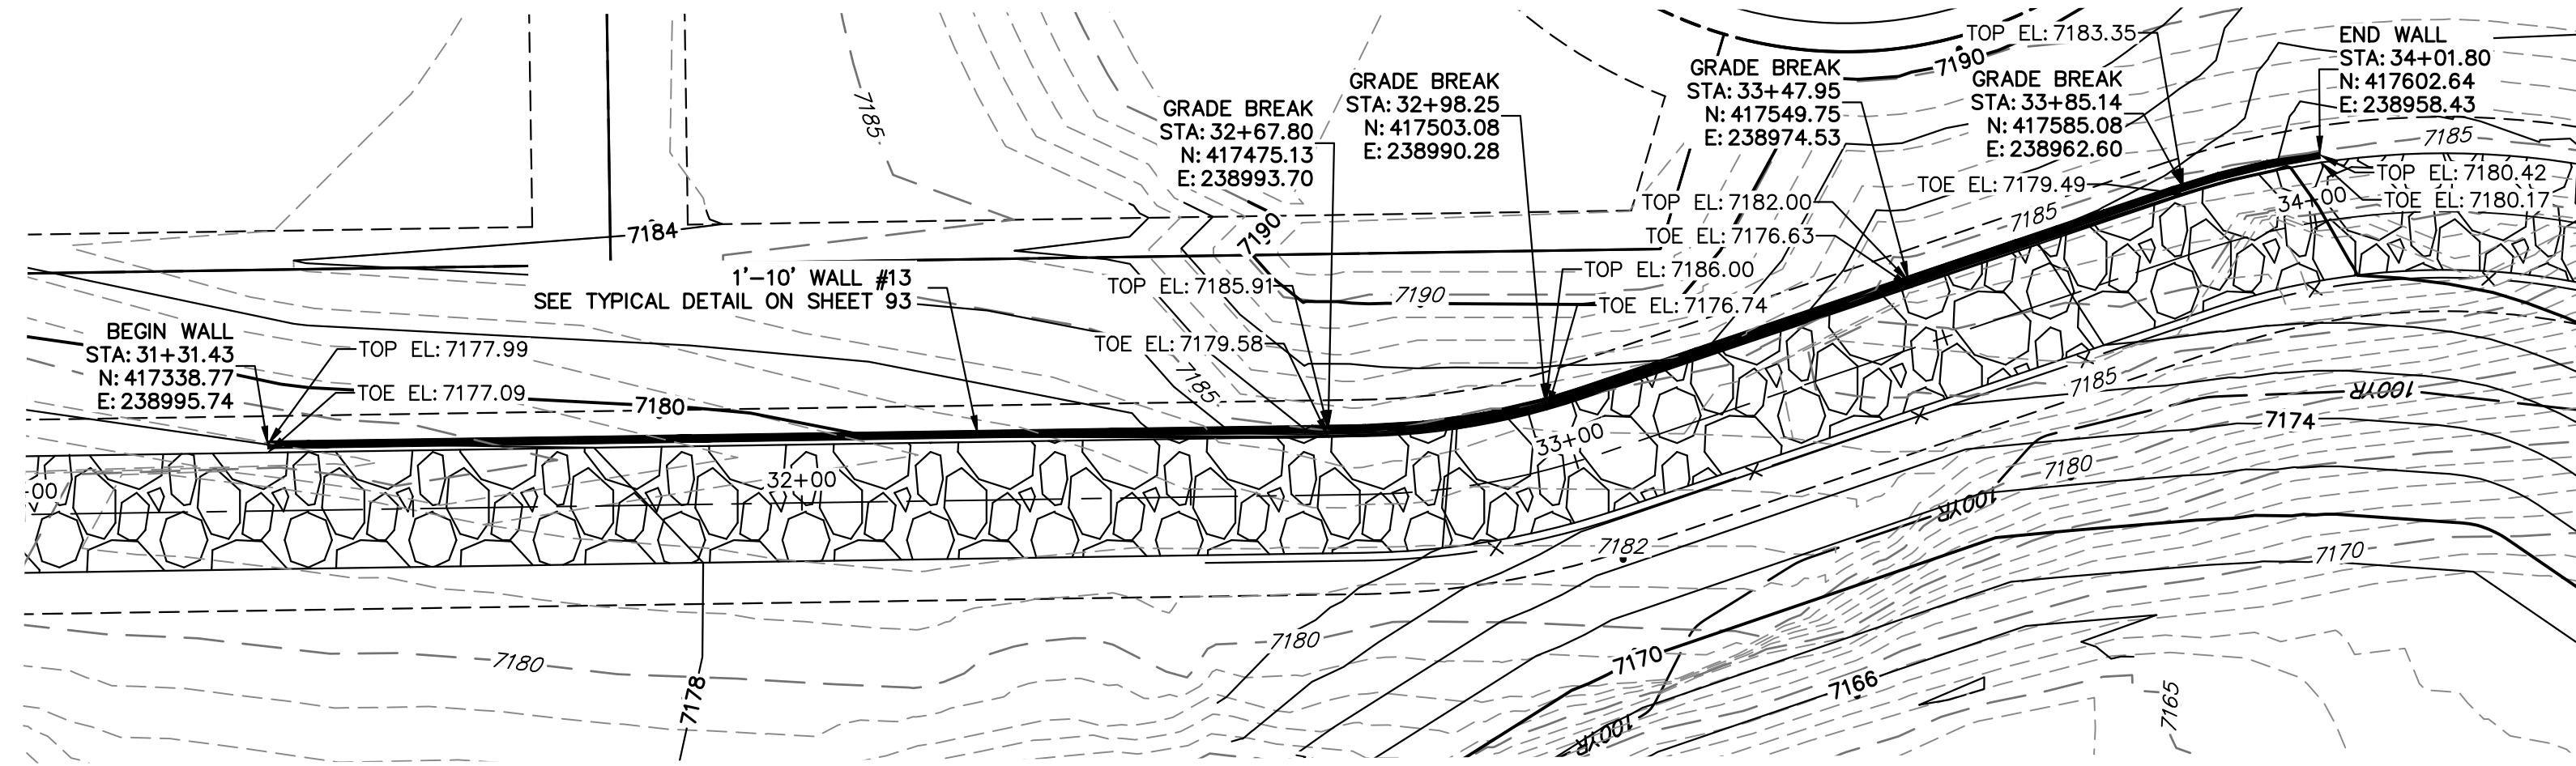 BEGIN WALL
STA: 31+31.43
N: 417338.77
E: 238995.74
TOP EL: 7177.99
TOE EL: 7177.09
1'-10' WALL #13
SEE TYPICAL DETAIL ON SHEET 93
GRADE BREAK
STA: 32+67.80
N: 417475.13
E: 238993.70
TOP EL: 7185.91
TOE EL: 7179.58
GRADE BREAK
STA: 32+98.25
N: 417503.08
E: 238990.28
TOP EL: 7186.00
TOE EL: 7176.74
GRADE BREAK
STA: 33+47.95
N: 417549.75
E: 238974.53
TOP EL: 7182.00
TOE EL: 7176.63
GRADE BREAK
STA: 33+85.14
N: 417585.08
E: 238962.60
TOP EL: 7183.35
TOE EL: 7179.49
END WALL
STA: 34+01.80
N: 417602.64
E: 238958.43
TOP EL: 7180.42
TOE EL: 7180.17
7185
7184
7190
7190
7190
7185
7185
7185
7180
-00
32+00
33+00
34+00
7185
100YR
7174
7180
100YR
7182
7170
7180
7180
7178
7170
7166
7165
100YR